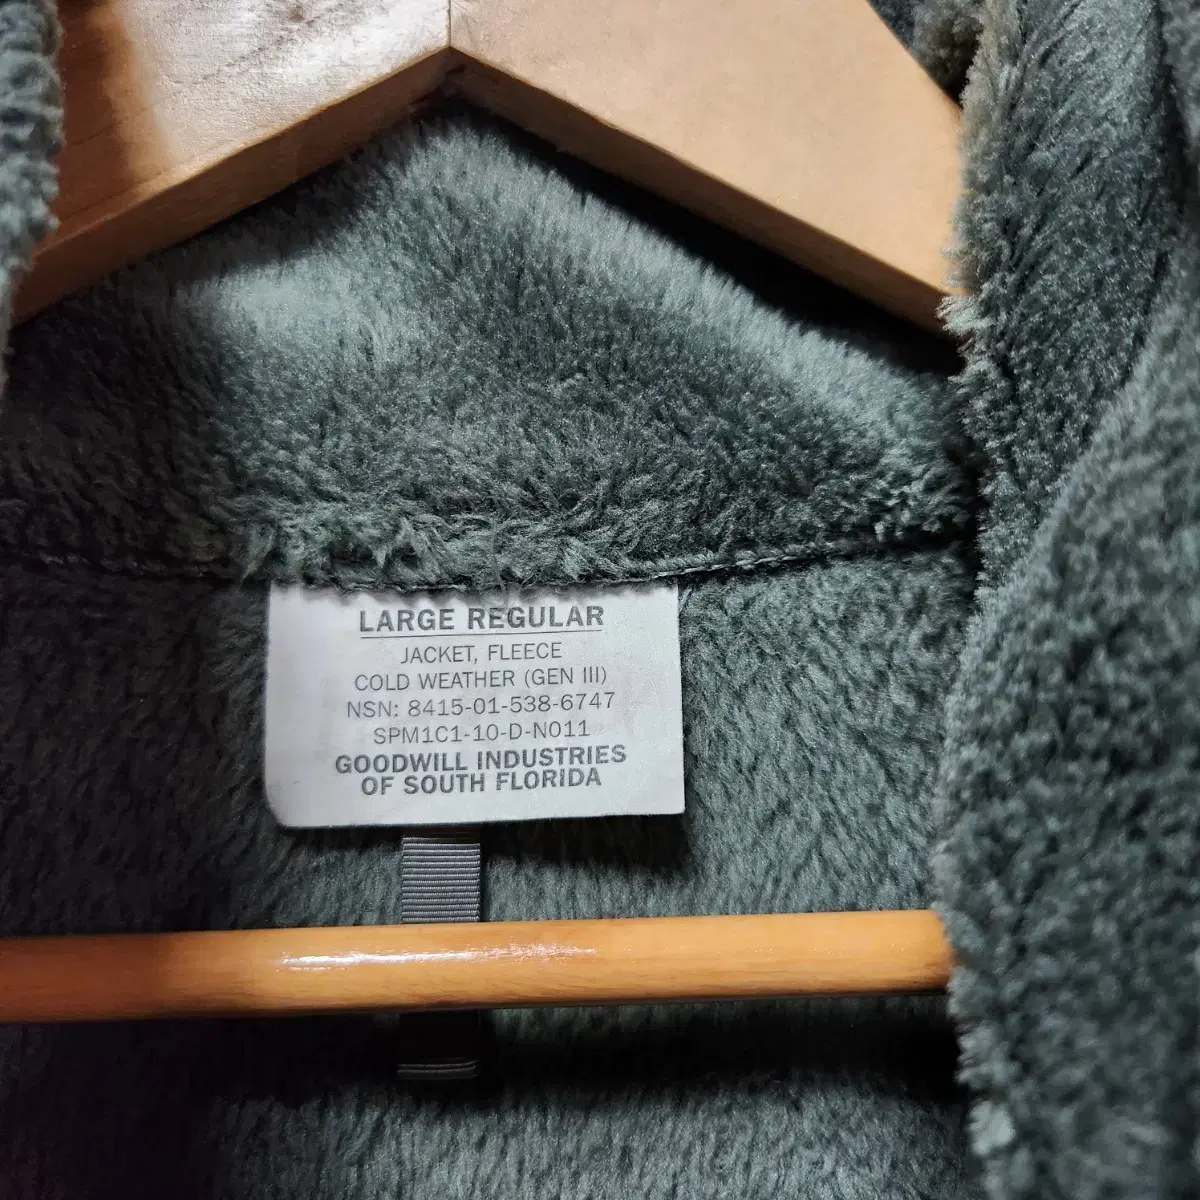 LARGE REGULAR
JACKET, FLEECE
COLD WEATHER (GEN III)
NSN: 8415-01-538-6747
SPM1C1-10-D-N011
GOODWILL INDUSTRIES
OF SOUTH FLORIDA